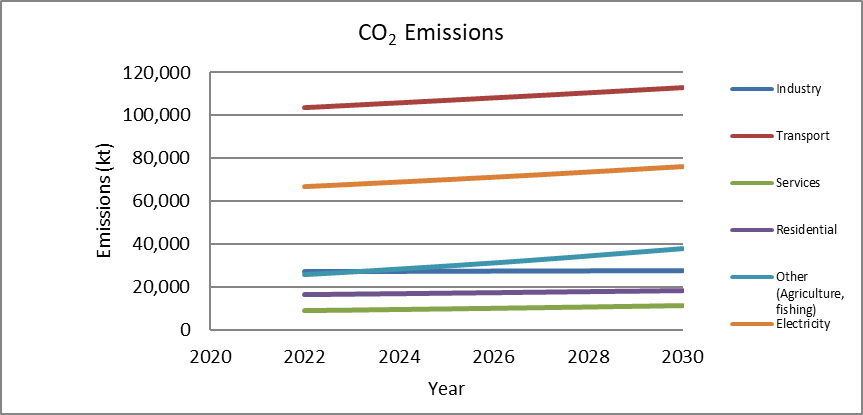 CO2 Emissions
120,000
100,000
80,000
60,000
40,000
20,000
0
Emissions (kt)
2020 2022 2024 2026 2028 2030
Year
Industry
Transport
Services
Residential
Other
(Agriculture,
fishing)
Electricity